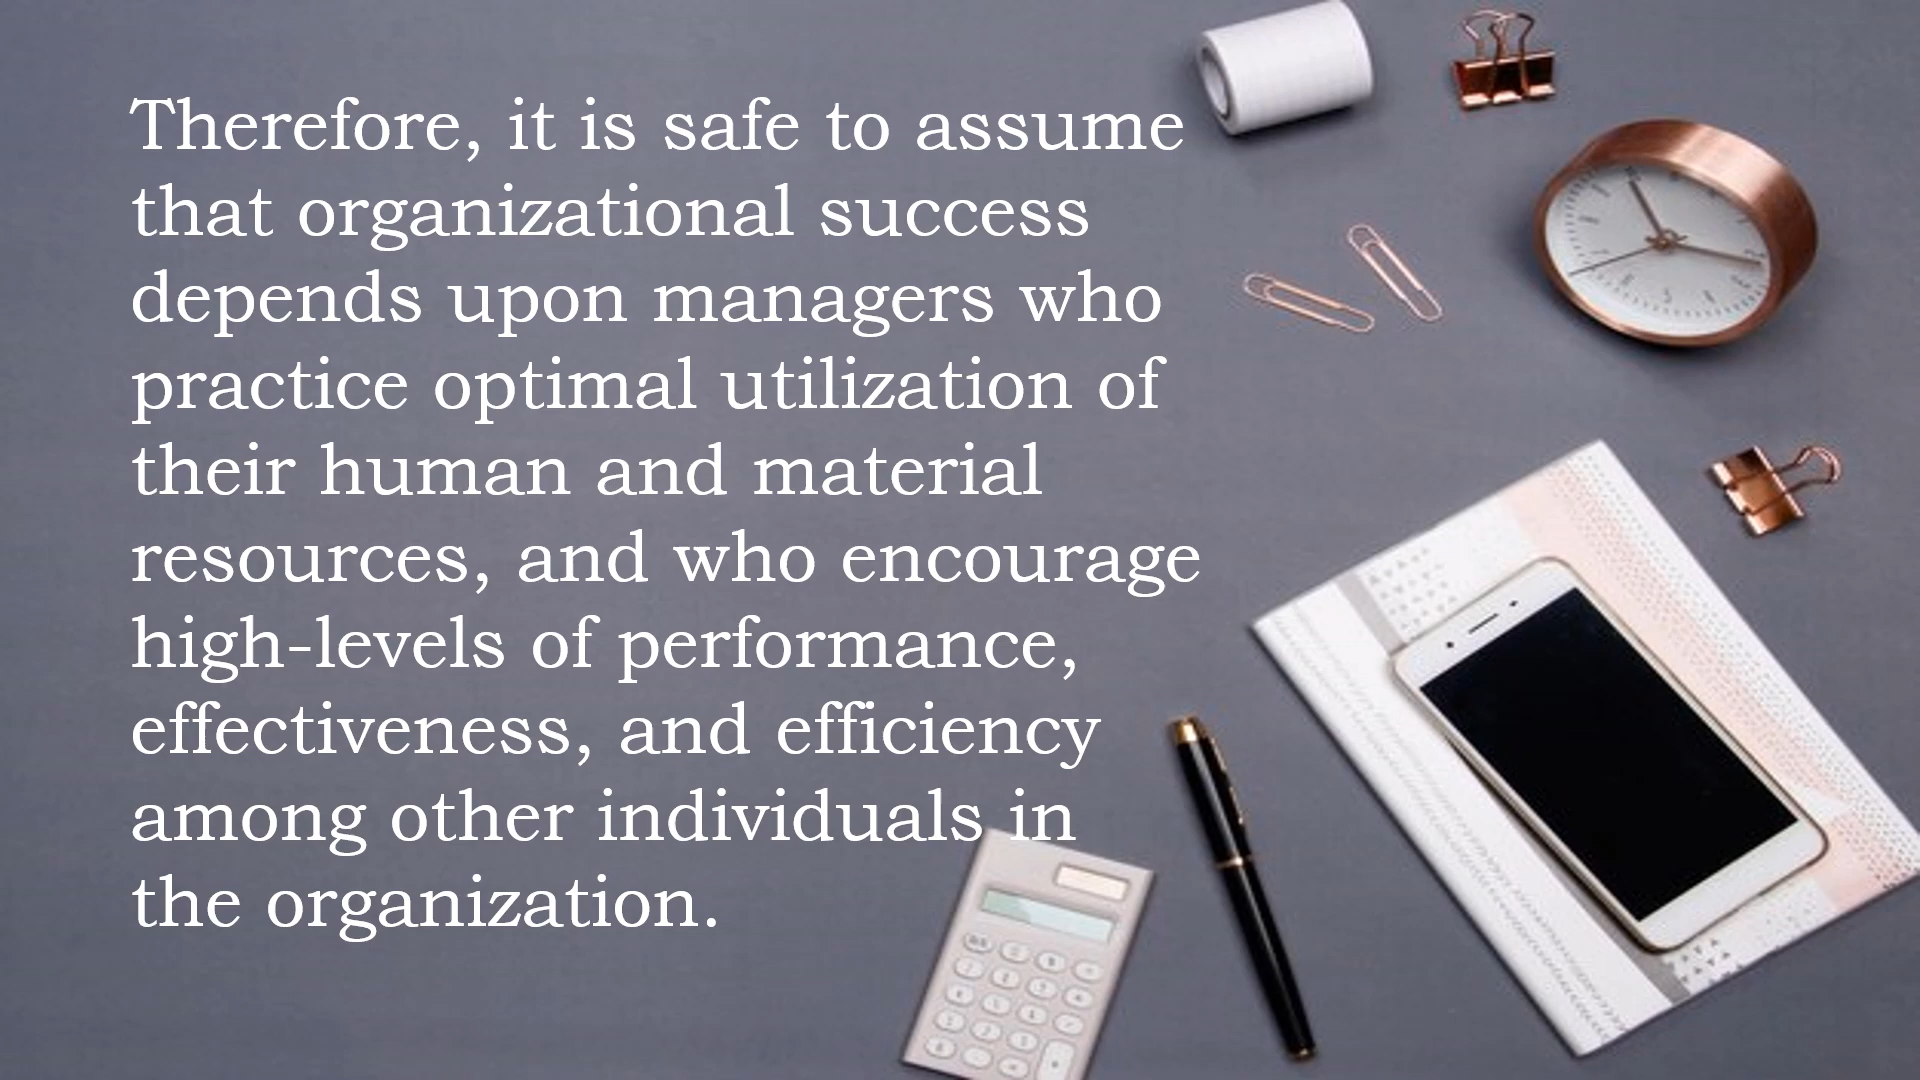 Therefore, it is safe to assume
that organizational success
depends upon managers who
practice optimal utilization of
their human and material
resources, and who encourage
high-levels of performance,
effectiveness, and efficiency
among other individuals in
the organization.